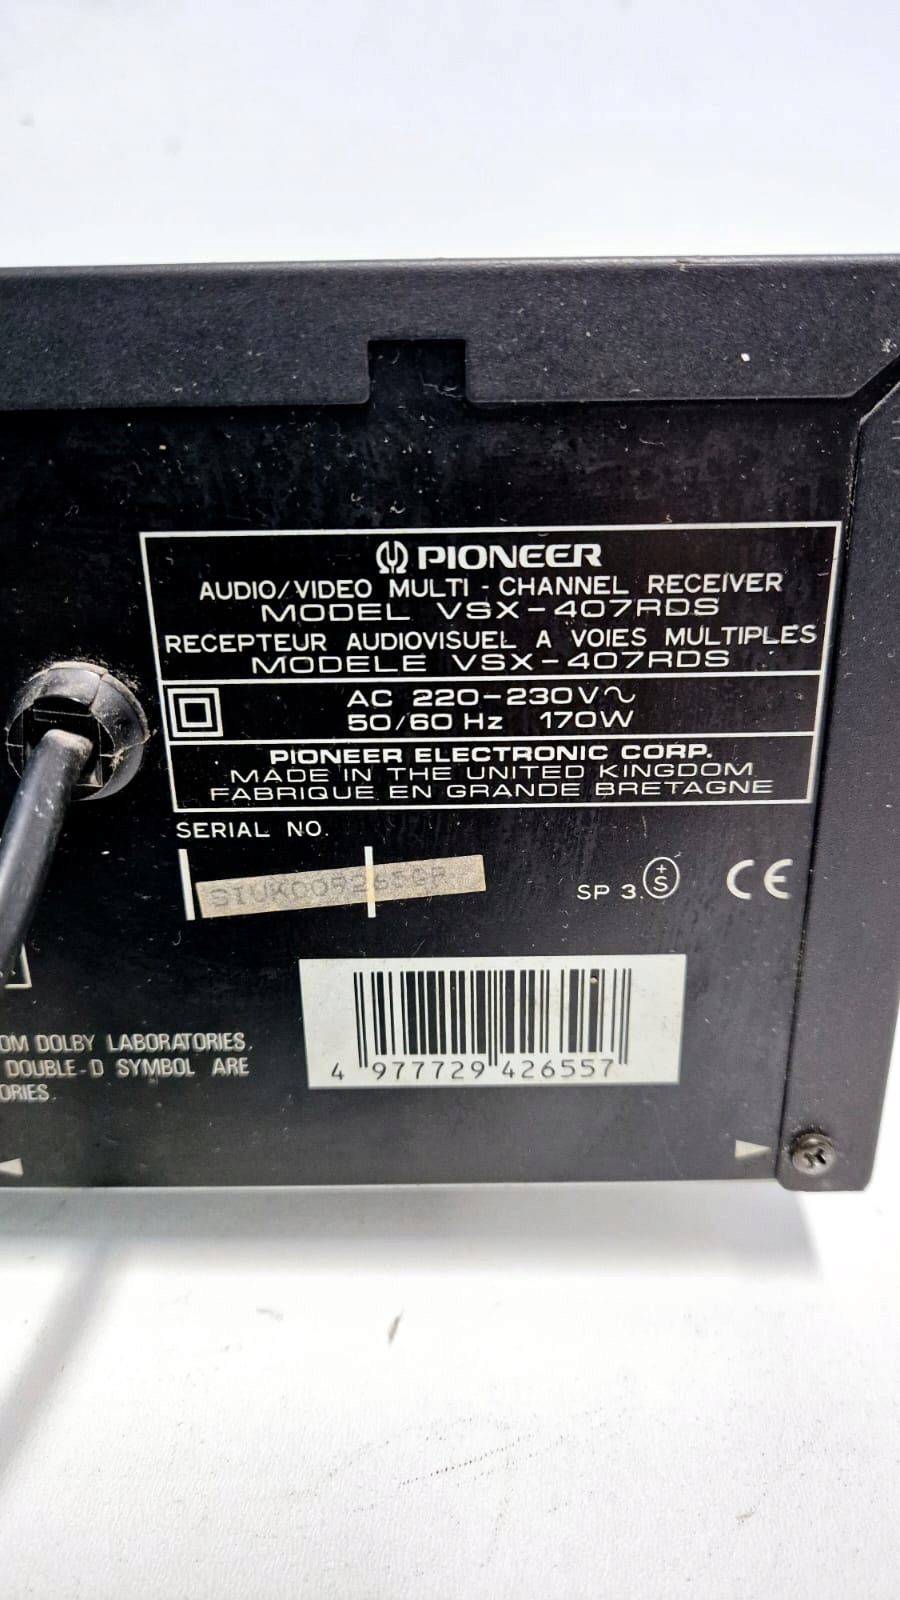 PIONEER
AUDIO/VIDEO MULTI - CHANNEL RECEIVER
MODEL VSX-407RDS
RECEPTEUR AUDIOVISUEL A VOIES MULTIPLES
MODELE VSX-407RDS
AC 220-230V~
50/60 Hz 170W
PIONEER ELECTRONIC CORP.
MADE IN THE UNITED KINGDOM
FABRIQUE EN GRANDE BRETAGNE
SERIAL NO.
SP 3. +S CE
4 977729 426557
OM DOLBY LABORATORIES.
DOUBLE-D SYMBOL ARE
ORIES.